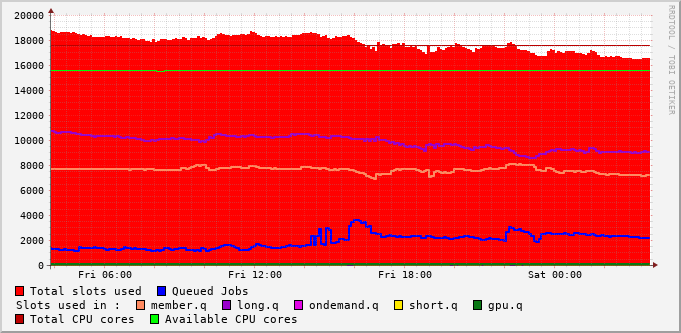 20000
18000
16000
14000
12000
10000
8000
6000
4000
2000
0
Fri 06:00 Fri 12:00 Fri 18:00 Sat 00:00
RRDTOOL / TOBI OETIKER
Total slots used Queued Jobs
Slots used in : member.q long.q ondemand.q short.q gpu.q
Total CPU cores Available CPU cores